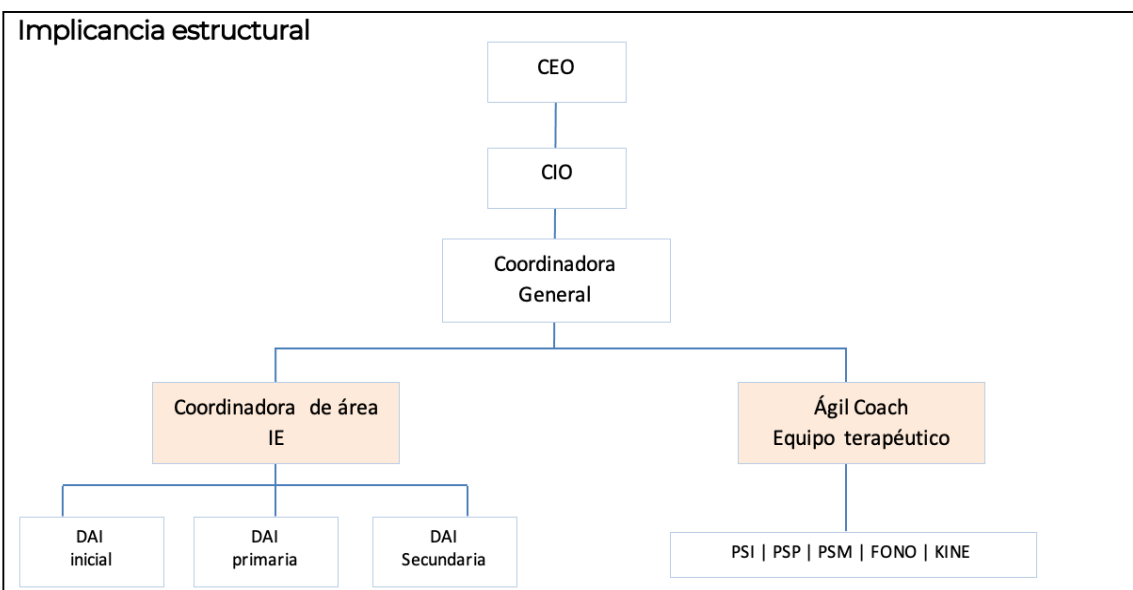 Implicancia estructural
CEO
CIO
Coordinadora
General
Coordinadora de área
IE
Ágil Coach
Equipo terapéutico
DAI
inicial
DAI
primaria
DAI
Secundaria
PSI | PSP | PSM | FONO | KINE